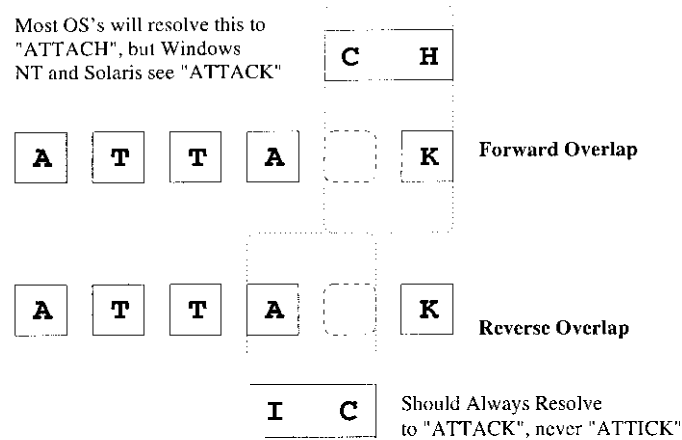 Most OS's will resolve this to
"ATTACH", but Windows
NT and Solaris see "ATTACK"
C H
A T T A K
Forward Overlap
A T T A K
Reverse Overlap
I C
Should Always Resolve
to "ATTACK", never "ATTICK"